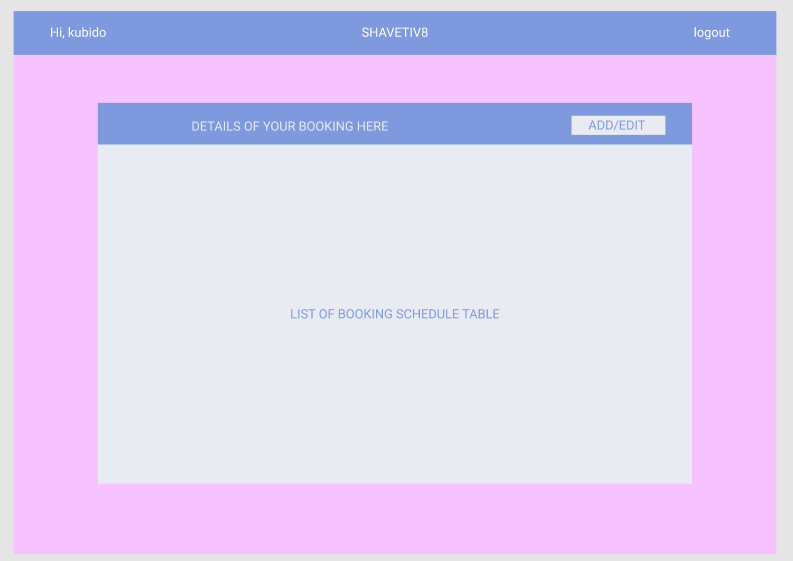 Hi, kubido
SHAVETIV8
logout
DETAILS OF YOUR BOOKING HERE
ADD/EDIT
LIST OF BOOKING SCHEDULE TABLE